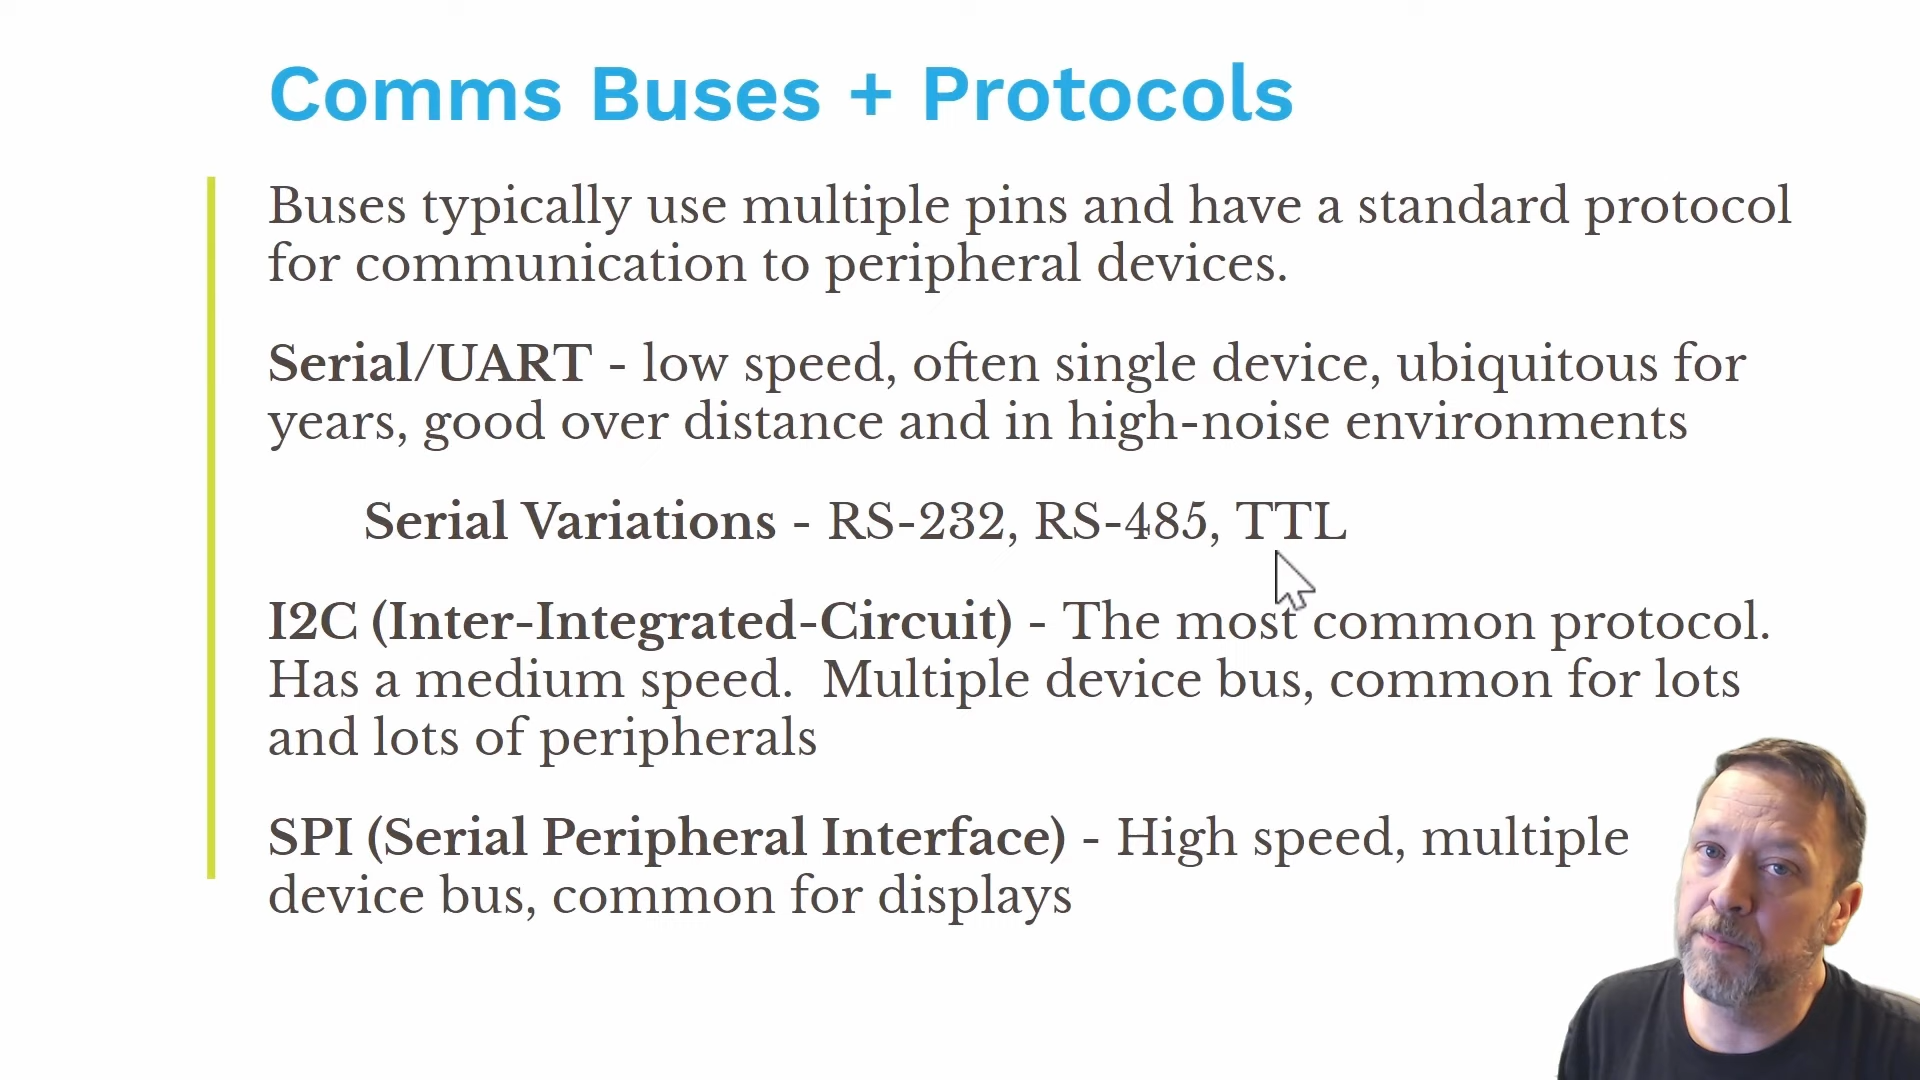 Comms Buses + Protocols
Buses typically use multiple pins and have a standard protocol
for communication to peripheral devices.
Serial/UART - low speed, often single device, ubiquitous for
years, good over distance and in high-noise environments
Serial Variations - RS-232, RS-485, TTL
I2C (Inter-Integrated-Circuit) - The most common protocol.
Has a medium speed.  Multiple device bus, common for lots
and lots of peripherals
SPI (Serial Peripheral Interface) - High speed, multiple
device bus, common for displays